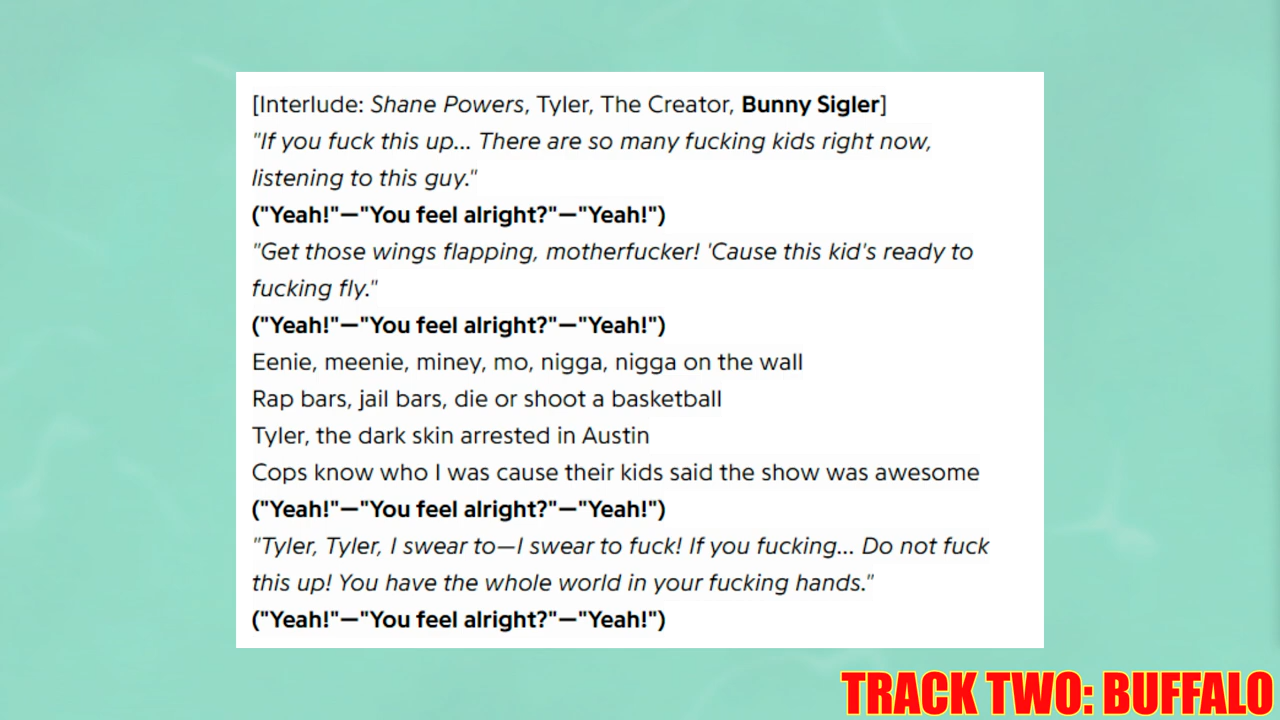 [Interlude: Shane Powers, Tyler, The Creator, Bunny Sigler]
"If you fuck this up... There are so many fucking kids right now,
listening to this guy."
("Yeah!"—"You feel alright?"—"Yeah!")
"Get those wings flapping, motherfucker! 'Cause this kid's ready to
fucking fly."
("Yeah!"—"You feel alright?"—"Yeah!")
Eenie, meenie, miney, mo, nigga, nigga on the wall
Rap bars, jail bars, die or shoot a basketball
Tyler, the dark skin arrested in Austin
Cops know who I was cause their kids said the show was awesome
("Yeah!"—"You feel alright?"—"Yeah!")
"Tyler, Tyler, I swear to—I swear to fuck! If you fucking... Do not fuck
this up! You have the whole world in your fucking hands."
("Yeah!"—"You feel alright?"—"Yeah!")
TRACK TWO: BUFFALO